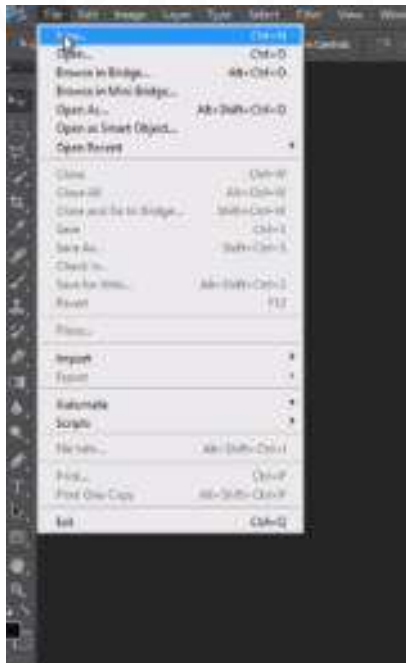 File Edit Image Layer Type Select Filter View
New... Ctrl+N
Open... Ctrl+O
Browse in Bridge... Alt+Ctrl+O
Browse in Mini Bridge...
Open As... Alt+Shift+Ctrl+O
Open as Smart Object...
Open Recent
Close Ctrl+W
Close All Alt+Ctrl+W
Close and Go to Bridge... Shift+Ctrl+W
Save Ctrl+S
Save As... Shift+Ctrl+S
Check In...
Save for Web... Alt+Shift+Ctrl+S
Revert F12
Place...
Import
Export
Automate
Scripts
File Info... Alt+Shift+Ctrl+I
Print... Ctrl+P
Print One Copy Alt+Shift+Ctrl+P
Exit Ctrl+Q